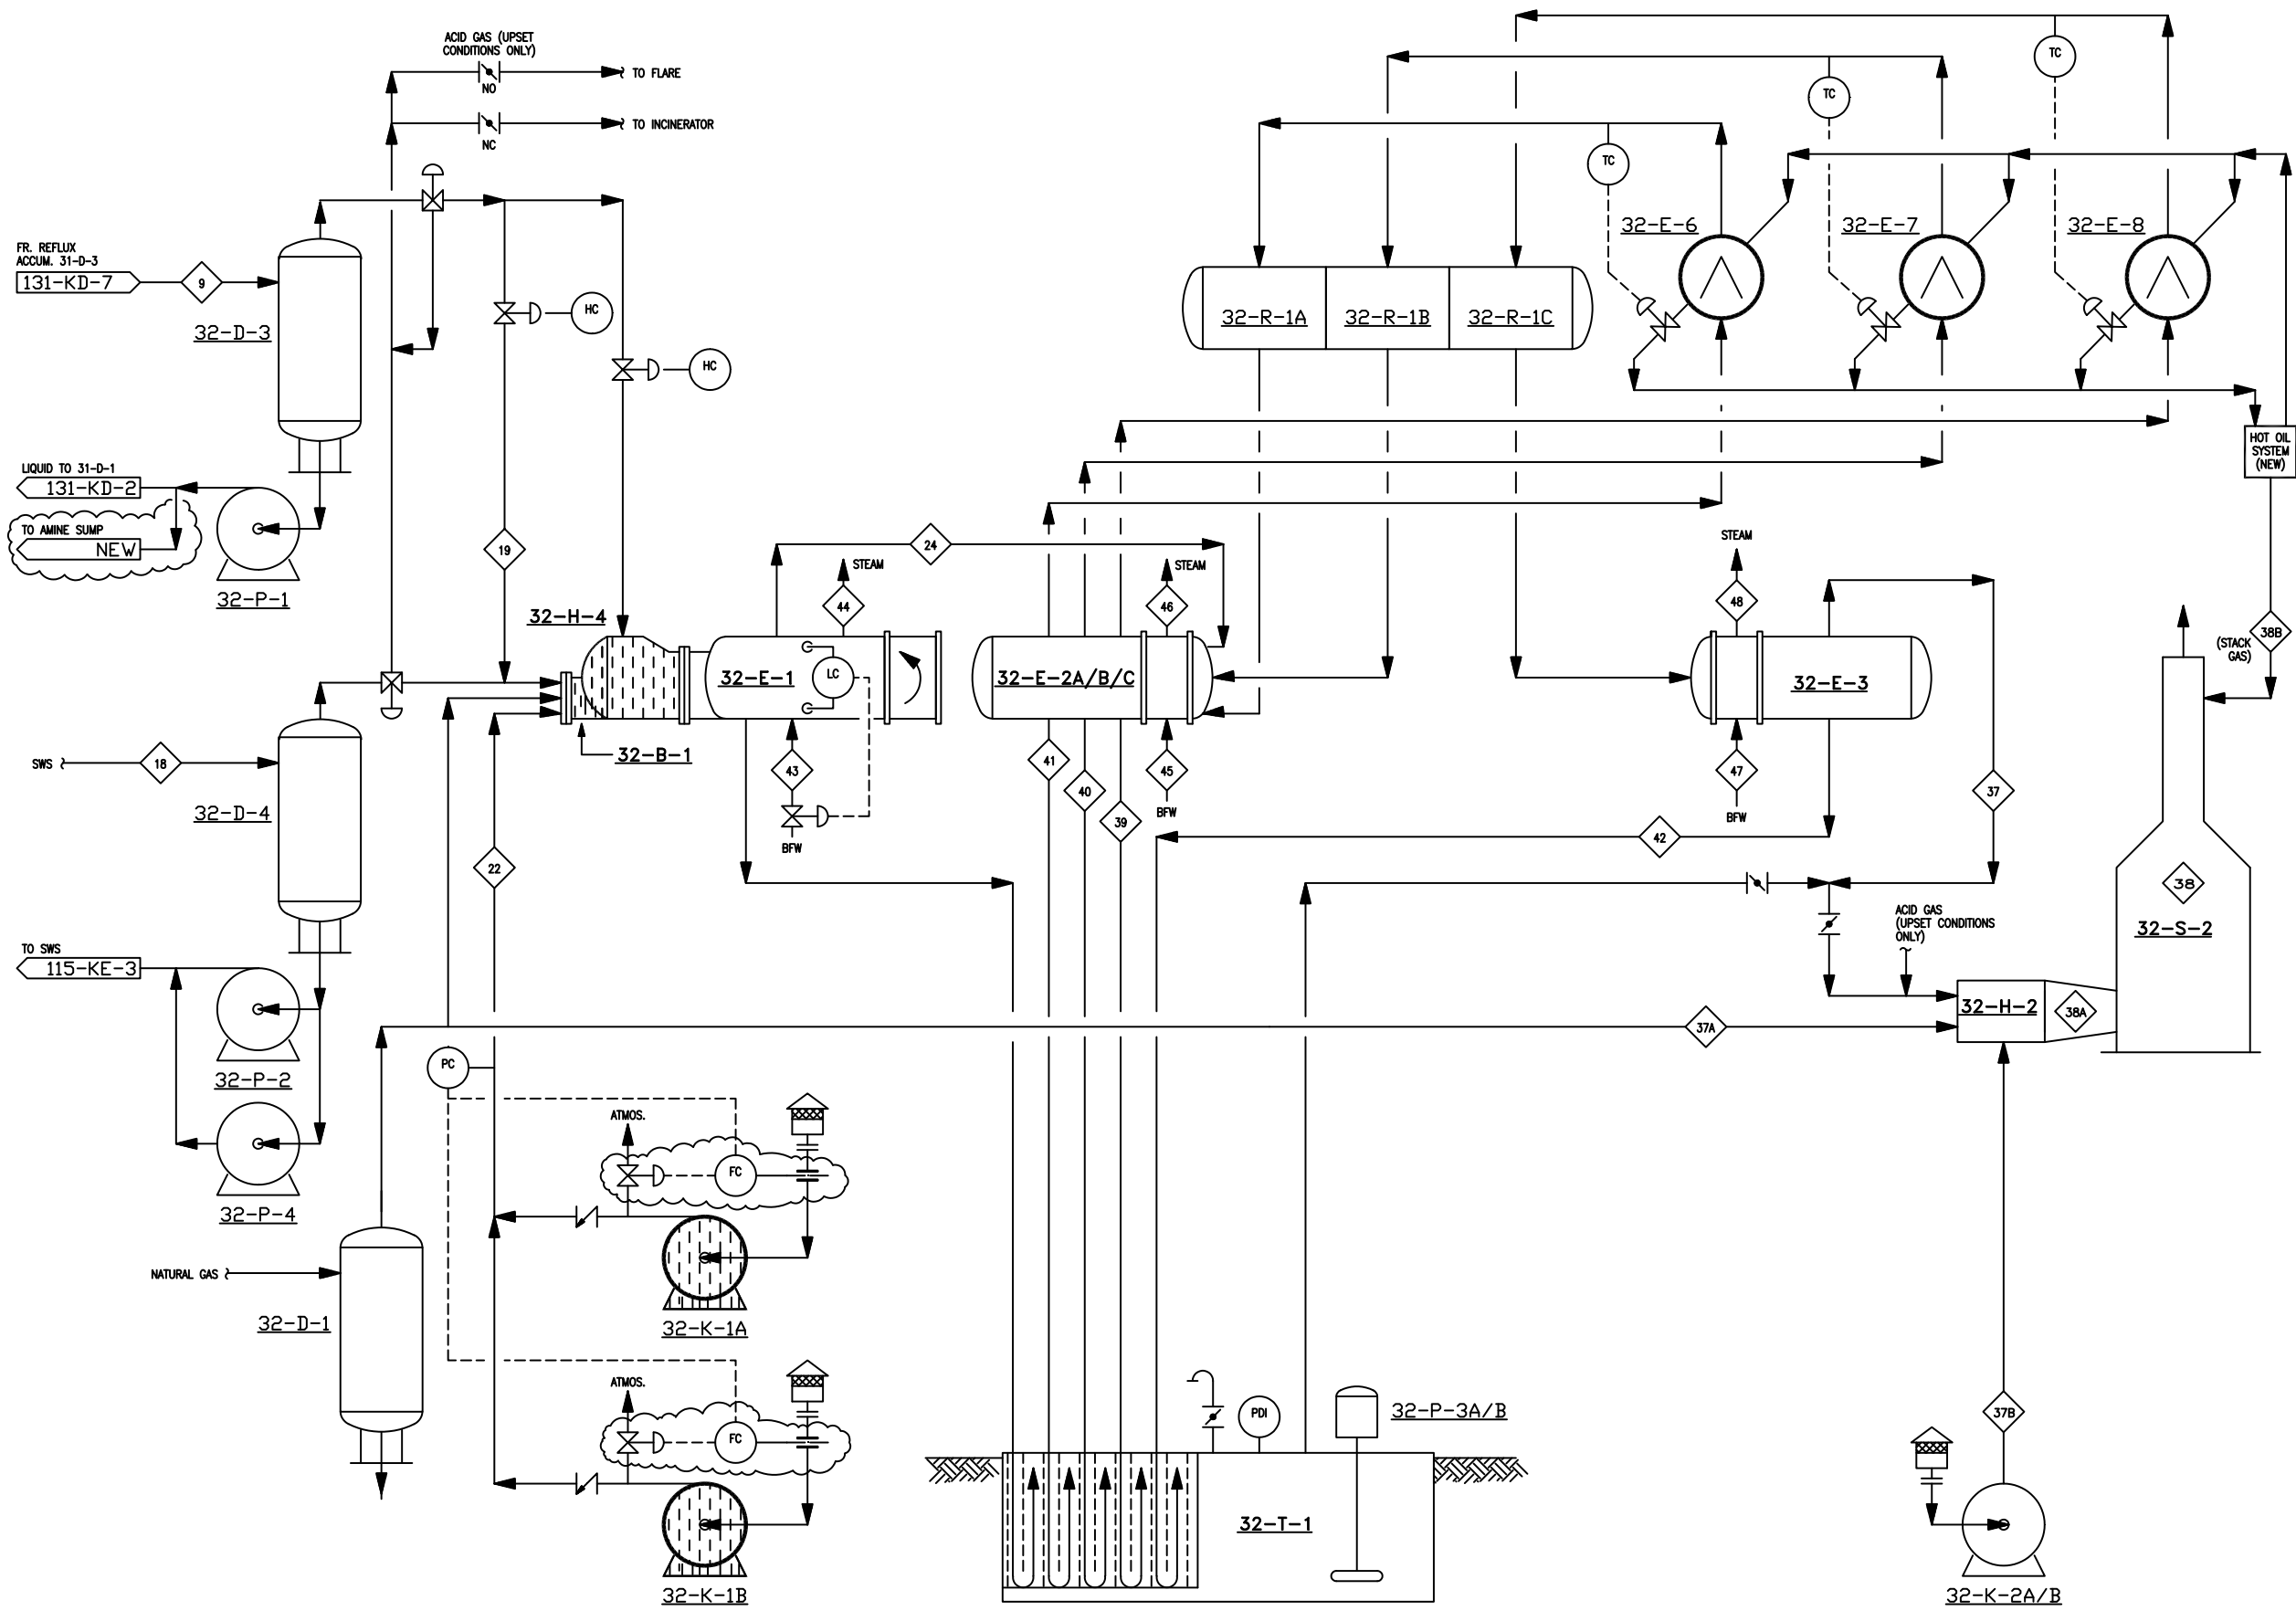 ACID GAS (UPSET
CONDITIONS ONLY)
TO FLARE
NO
TO INCINERATOR
NC
TC
TC
TC
32-E-6
32-E-7
32-E-8
FR. REFLUX
ACCUM. 31-D-3
131-KD-7
9
32-D-3
HC
HC
32-R-1A
32-R-1B
32-R-1C
HOT OIL
SYSTEM
(NEW)
LIQUID TO 31-D-1
131-KD-2
TO AMINE SUMP
NEW
32-P-1
19
24
STEAM
44
STEAM
46
STEAM
48
32-H-4
32-E-1
LC
32-E-2A/B/C
32-E-3
(STACK
GAS)
38B
32-B-1
43
BFW
41
40
39
45
BFW
47
BFW
37
42
SWS
18
32-D-4
22
38
32-S-2
ACID GAS
(UPSET CONDITIONS
ONLY)
TO SWS
115-KE-3
32-P-2
32-H-2
38A
37A
PC
32-P-4
ATMOS.
FC
NATURAL GAS
32-D-1
32-K-1A
ATMOS.
FC
32-K-1B
PDI
32-P-3A/B
32-T-1
37B
32-K-2A/B